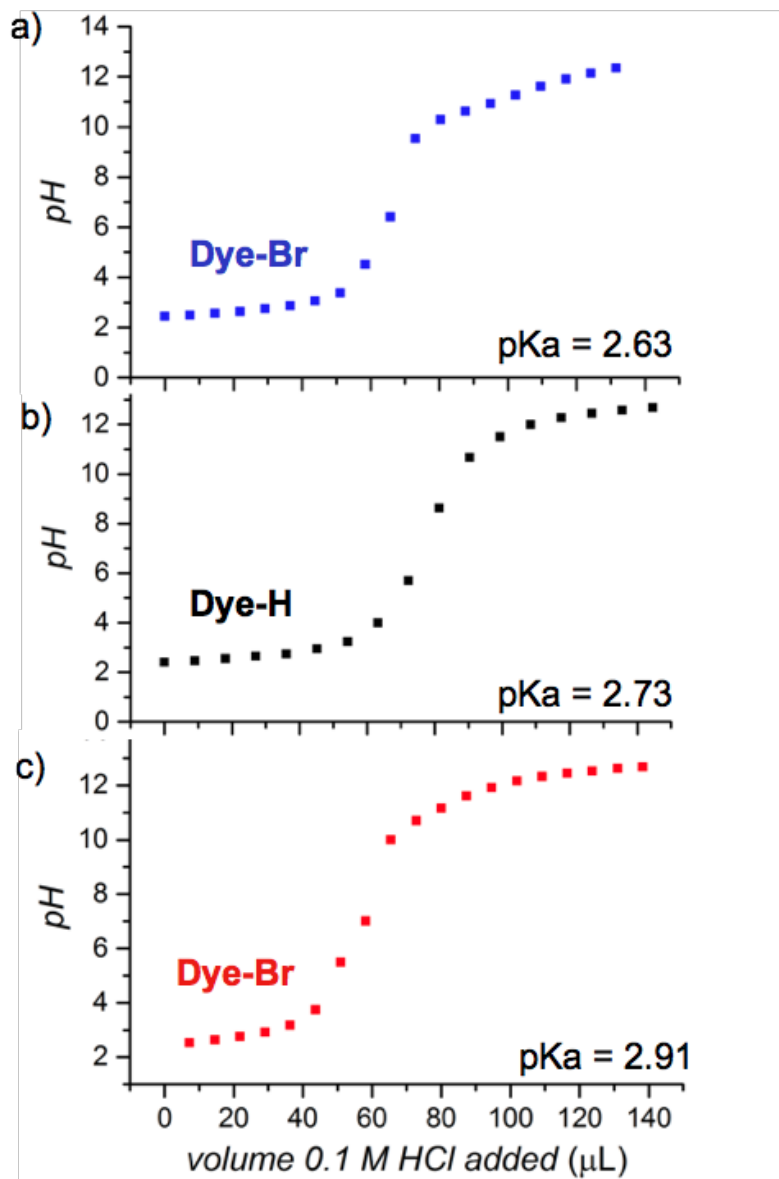 a)
14
12
10
8
6
4
2
0
pH
Dye-Br
pKa = 2.63
b)
12
10
8
6
4
2
0
pH
Dye-H
pKa = 2.73
c)
12
10
8
6
4
2
pH
Dye-Br
pKa = 2.91
0 20 40 60 80 100 120 140
volume 0.1 M HCl added (μL)